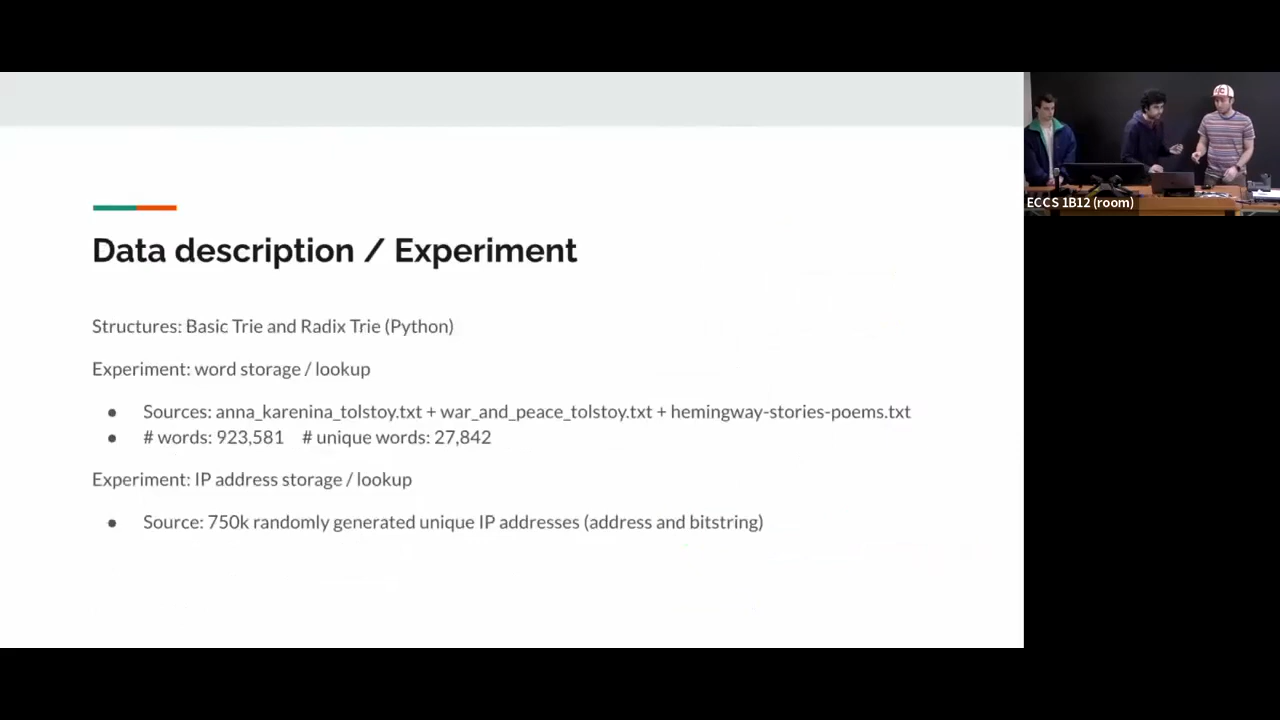 Data description / Experiment
Structures: Basic Trie and Radix Trie (Python)
Experiment: word storage / lookup
● Sources: anna_karenina_tolstoy.txt + war_and_peace_tolstoy.txt + hemingway-stories-poems.txt
● # words: 923,581 # unique words: 27,842
Experiment: IP address storage / lookup
● Source: 750k randomly generated unique IP addresses (address and bitstring)
ECCS 1B12 (room)